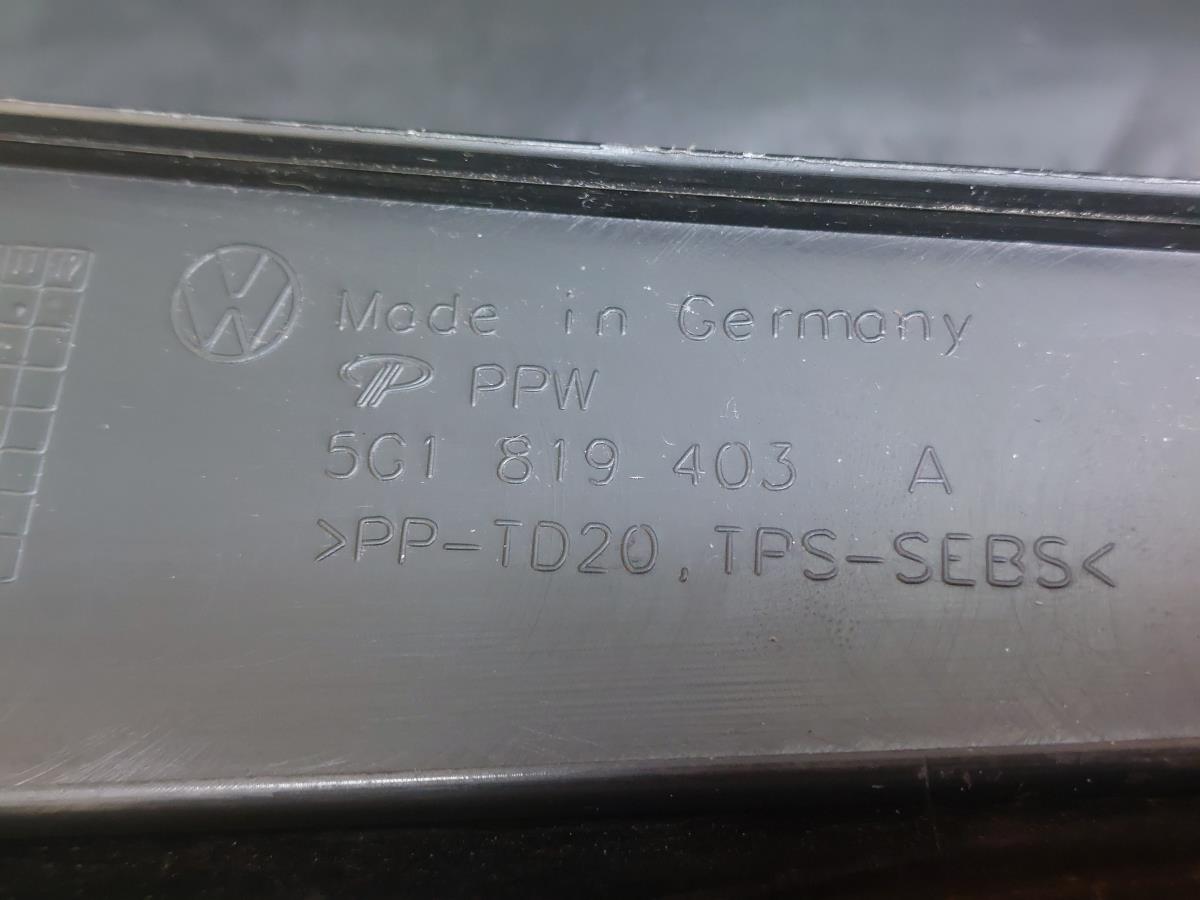 Made in Germany
PPW
5G1 819 403 A
>PP-TD20, TPS-SEBS<